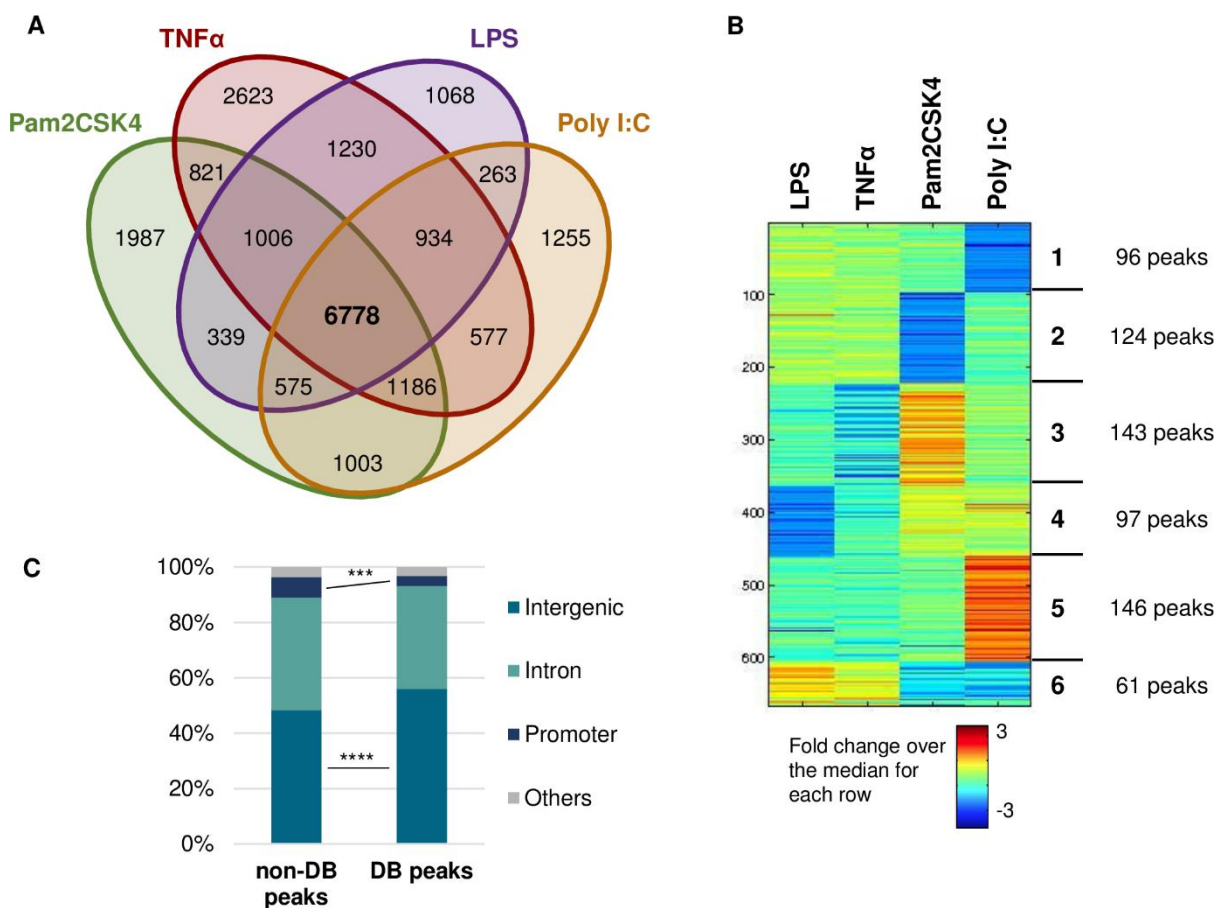 A
TNFα
LPS
Pam2CSK4
Poly I:C
2623
1068
821
1230
263
1987
1006
934
1255
6778
339
577
575
1186
1003
B
LPS
TNFα
Pam2CSK4
Poly I:C
100
200
300
400
500
600
1 96 peaks
2 124 peaks
3 143 peaks
4 97 peaks
5 146 peaks
6 61 peaks
Fold change over
the median for
each row
3
-3
C
100%
80%
60%
40%
20%
0%
***
****
non-DB
peaks
DB peaks
Intergenic
Intron
Promoter
Others